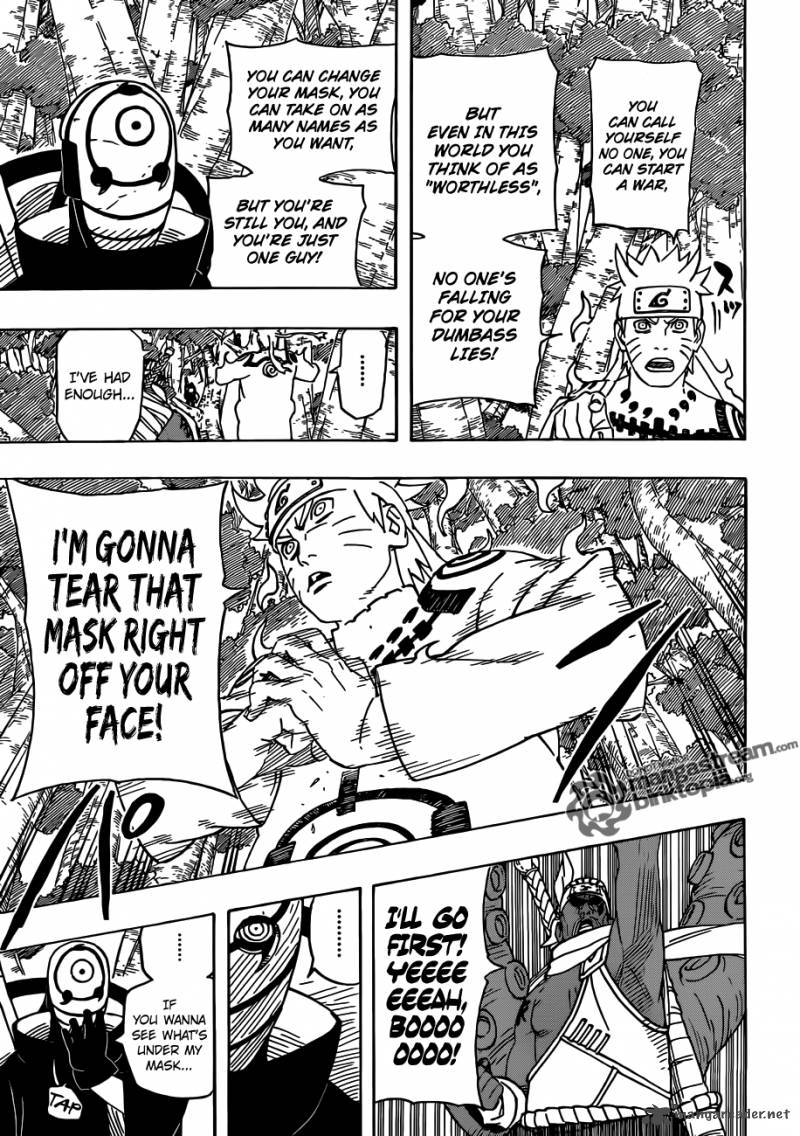 YOU
CAN CALL
YOURSELF
NO ONE, YOU
CAN START
A WAR,
BUT
EVEN IN THIS
WORLD YOU
THINK OF AS
"WORTHLESS",
NO ONE'S
FALLING
FOR YOUR
DUMBASS
LIES!
YOU CAN CHANGE
YOUR MASK, YOU
CAN TAKE ON AS
MANY NAMES AS
YOU WANT,
BUT YOU'RE
STILL YOU, AND
YOU'RE JUST
ONE GUY!
........
I'VE HAD
ENOUGH...
I'M GONNA
TEAR THAT
MASK RIGHT
OFF YOUR
FACE!
mangastream.com
binktopia.org
I'LL GO
FIRST!
YEEEE
EEEAH,
BOOOO
OOOO!
........
IF
YOU WANNA
SEE WHAT'S
UNDER MY
MASK...
TAP
mangareader.net